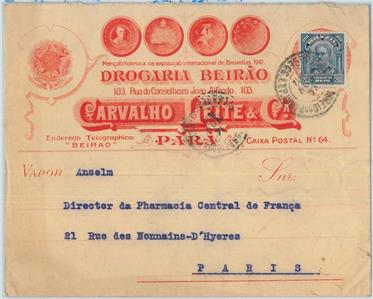 Menção honrosa na exposição internacional de Bruxellas 1910.
DROGARIA BEIRÃO
103, Rua do Conselheiro João Alfredo, 103.
CARVALHO LEITE & Cª
PARÁ
Endereço Telegraphico:
"BEIRAO"
CAIXA POSTAL Nº 64.
VAPOR Anselm Snr.
Director da Pharmacia Central de França
21 Rue des Nonnains-D'Hyeres
PARIS